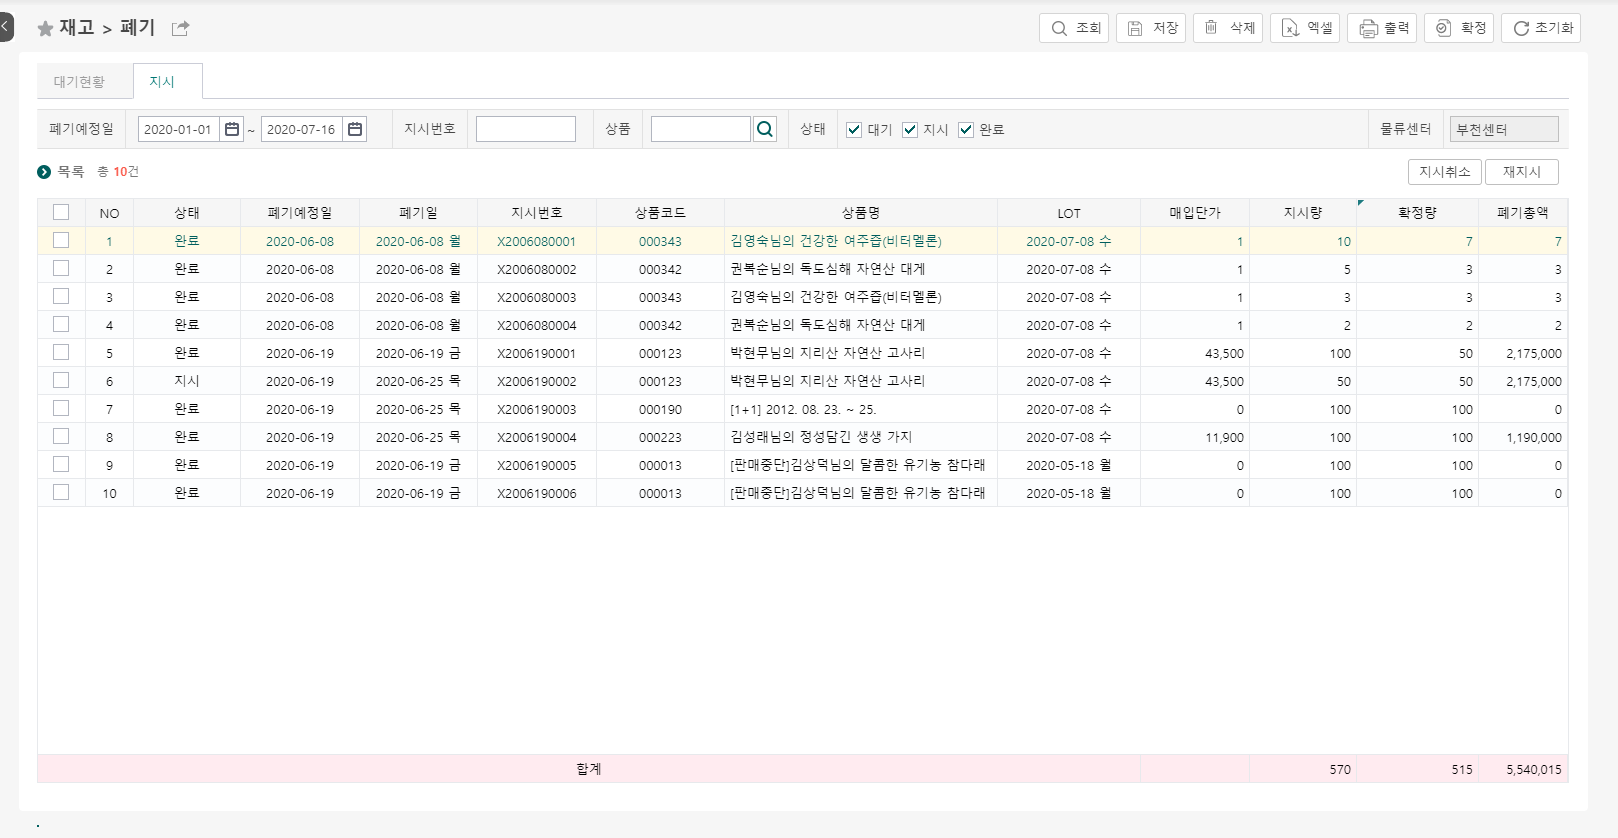 재고 > 폐기
조회 저장 삭제 엑셀 출력 확정 초기화
대기현황 지시
폐기예정일 2020-01-01 ~ 2020-07-16 지시번호 상품 상태 대기 지시 완료 물류센터 부천센터
목록 총 10건 지시취소 재지시
NO 상태 폐기예정일 폐기일 지시번호 상품코드 상품명 LOT 매입단가 지시량 확정량 폐기총액
1 완료 2020-06-08 2020-06-08 월 X2006080001 000343 김영숙님의 건강한 여주즙(비터멜론) 2020-07-08 수 1 10 7 7
2 완료 2020-06-08 2020-06-08 월 X2006080002 000342 권복순님의 독도심해 자연산 대게 2020-07-08 수 1 5 3 3
3 완료 2020-06-08 2020-06-08 월 X2006080003 000343 김영숙님의 건강한 여주즙(비터멜론) 2020-07-08 수 1 3 3 3
4 완료 2020-06-08 2020-06-08 월 X2006080004 000342 권복순님의 독도심해 자연산 대게 2020-07-08 수 1 2 2 2
5 완료 2020-06-19 2020-06-19 금 X2006190001 000123 박현무님의 지리산 자연산 고사리 2020-07-08 수 43,500 100 50 2,175,000
6 지시 2020-06-19 2020-06-25 목 X2006190002 000123 박현무님의 지리산 자연산 고사리 2020-07-08 수 43,500 50 50 2,175,000
7 완료 2020-06-19 2020-06-25 목 X2006190003 000190 [1+1] 2012. 08. 23. ~ 25. 2020-07-08 수 0 100 100 0
8 완료 2020-06-19 2020-06-25 목 X2006190004 000223 김성래님의 정성담긴 생생 가지 2020-07-08 수 11,900 100 100 1,190,000
9 완료 2020-06-19 2020-06-19 금 X2006190005 000013 [판매중단]김상덕님의 달콤한 유기농 참다래 2020-05-18 월 0 100 100 0
10 완료 2020-06-19 2020-06-19 금 X2006190006 000013 [판매중단]김상덕님의 달콤한 유기농 참다래 2020-05-18 월 0 100 100 0
합계 570 515 5,540,015